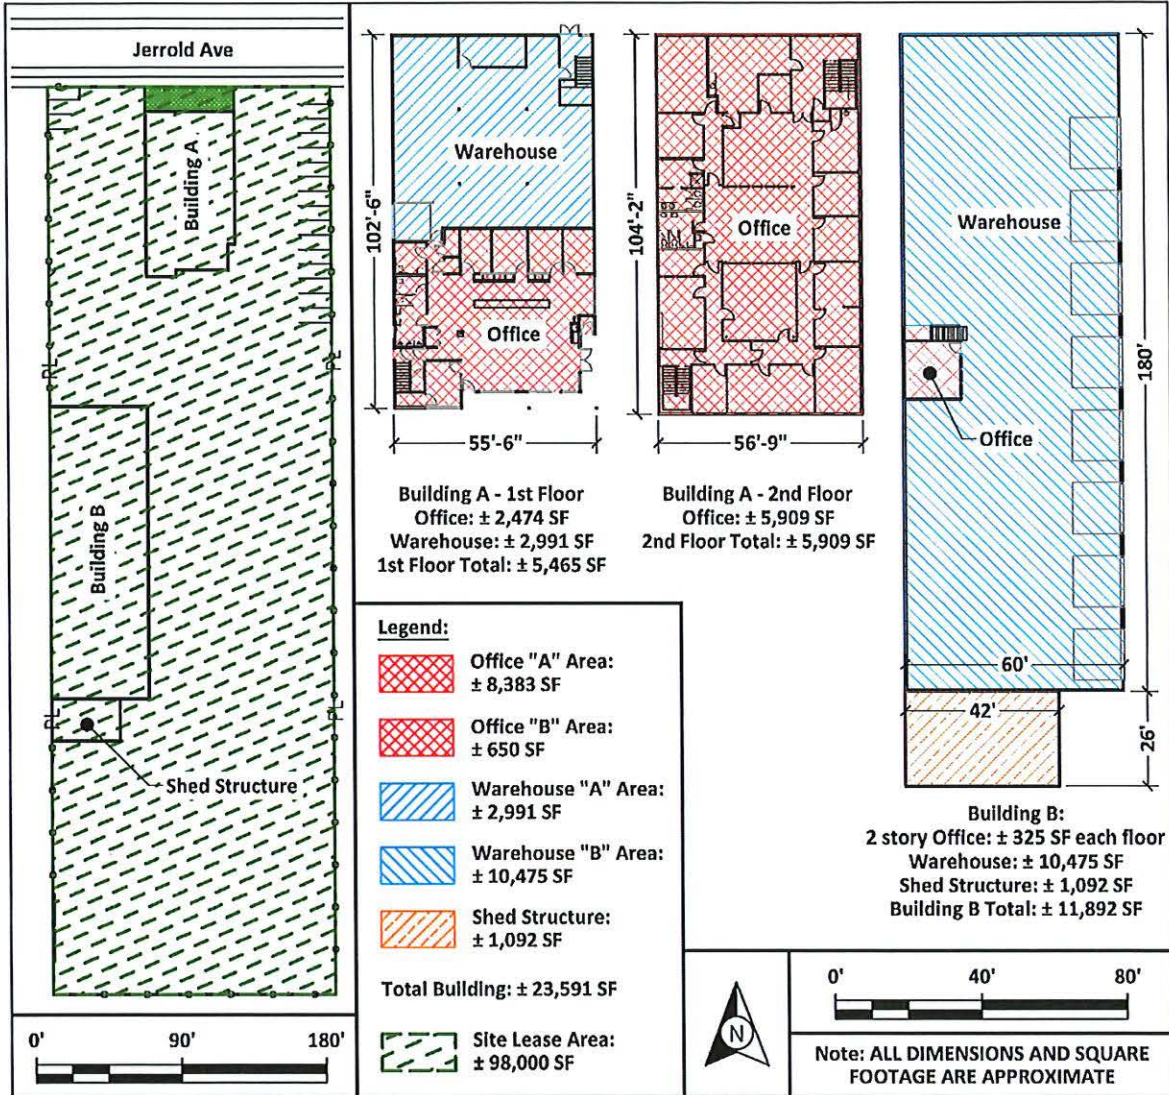 Jerrold Ave
Building A
PL
PL
Building B
PL
PL
Shed Structure
0' 90' 180'
102'-6"
Warehouse
Office
55'-6"
Building A - 1st Floor
Office: ± 2,474 SF
Warehouse: ± 2,991 SF
1st Floor Total: ± 5,465 SF
104'-2"
Office
56'-9"
Building A - 2nd Floor
Office: ± 5,909 SF
2nd Floor Total: ± 5,909 SF
Warehouse
180'
Office
60'
42'
26'
Building B:
2 story Office: ± 325 SF each floor
Warehouse: ± 10,475 SF
Shed Structure: ± 1,092 SF
Building B Total: ± 11,892 SF
Legend:
Office "A" Area:
± 8,383 SF
Office "B" Area:
± 650 SF
Warehouse "A" Area:
± 2,991 SF
Warehouse "B" Area:
± 10,475 SF
Shed Structure:
± 1,092 SF
Total Building: ± 23,591 SF
Site Lease Area:
± 98,000 SF
N
0' 40' 80'
Note: ALL DIMENSIONS AND SQUARE
FOOTAGE ARE APPROXIMATE